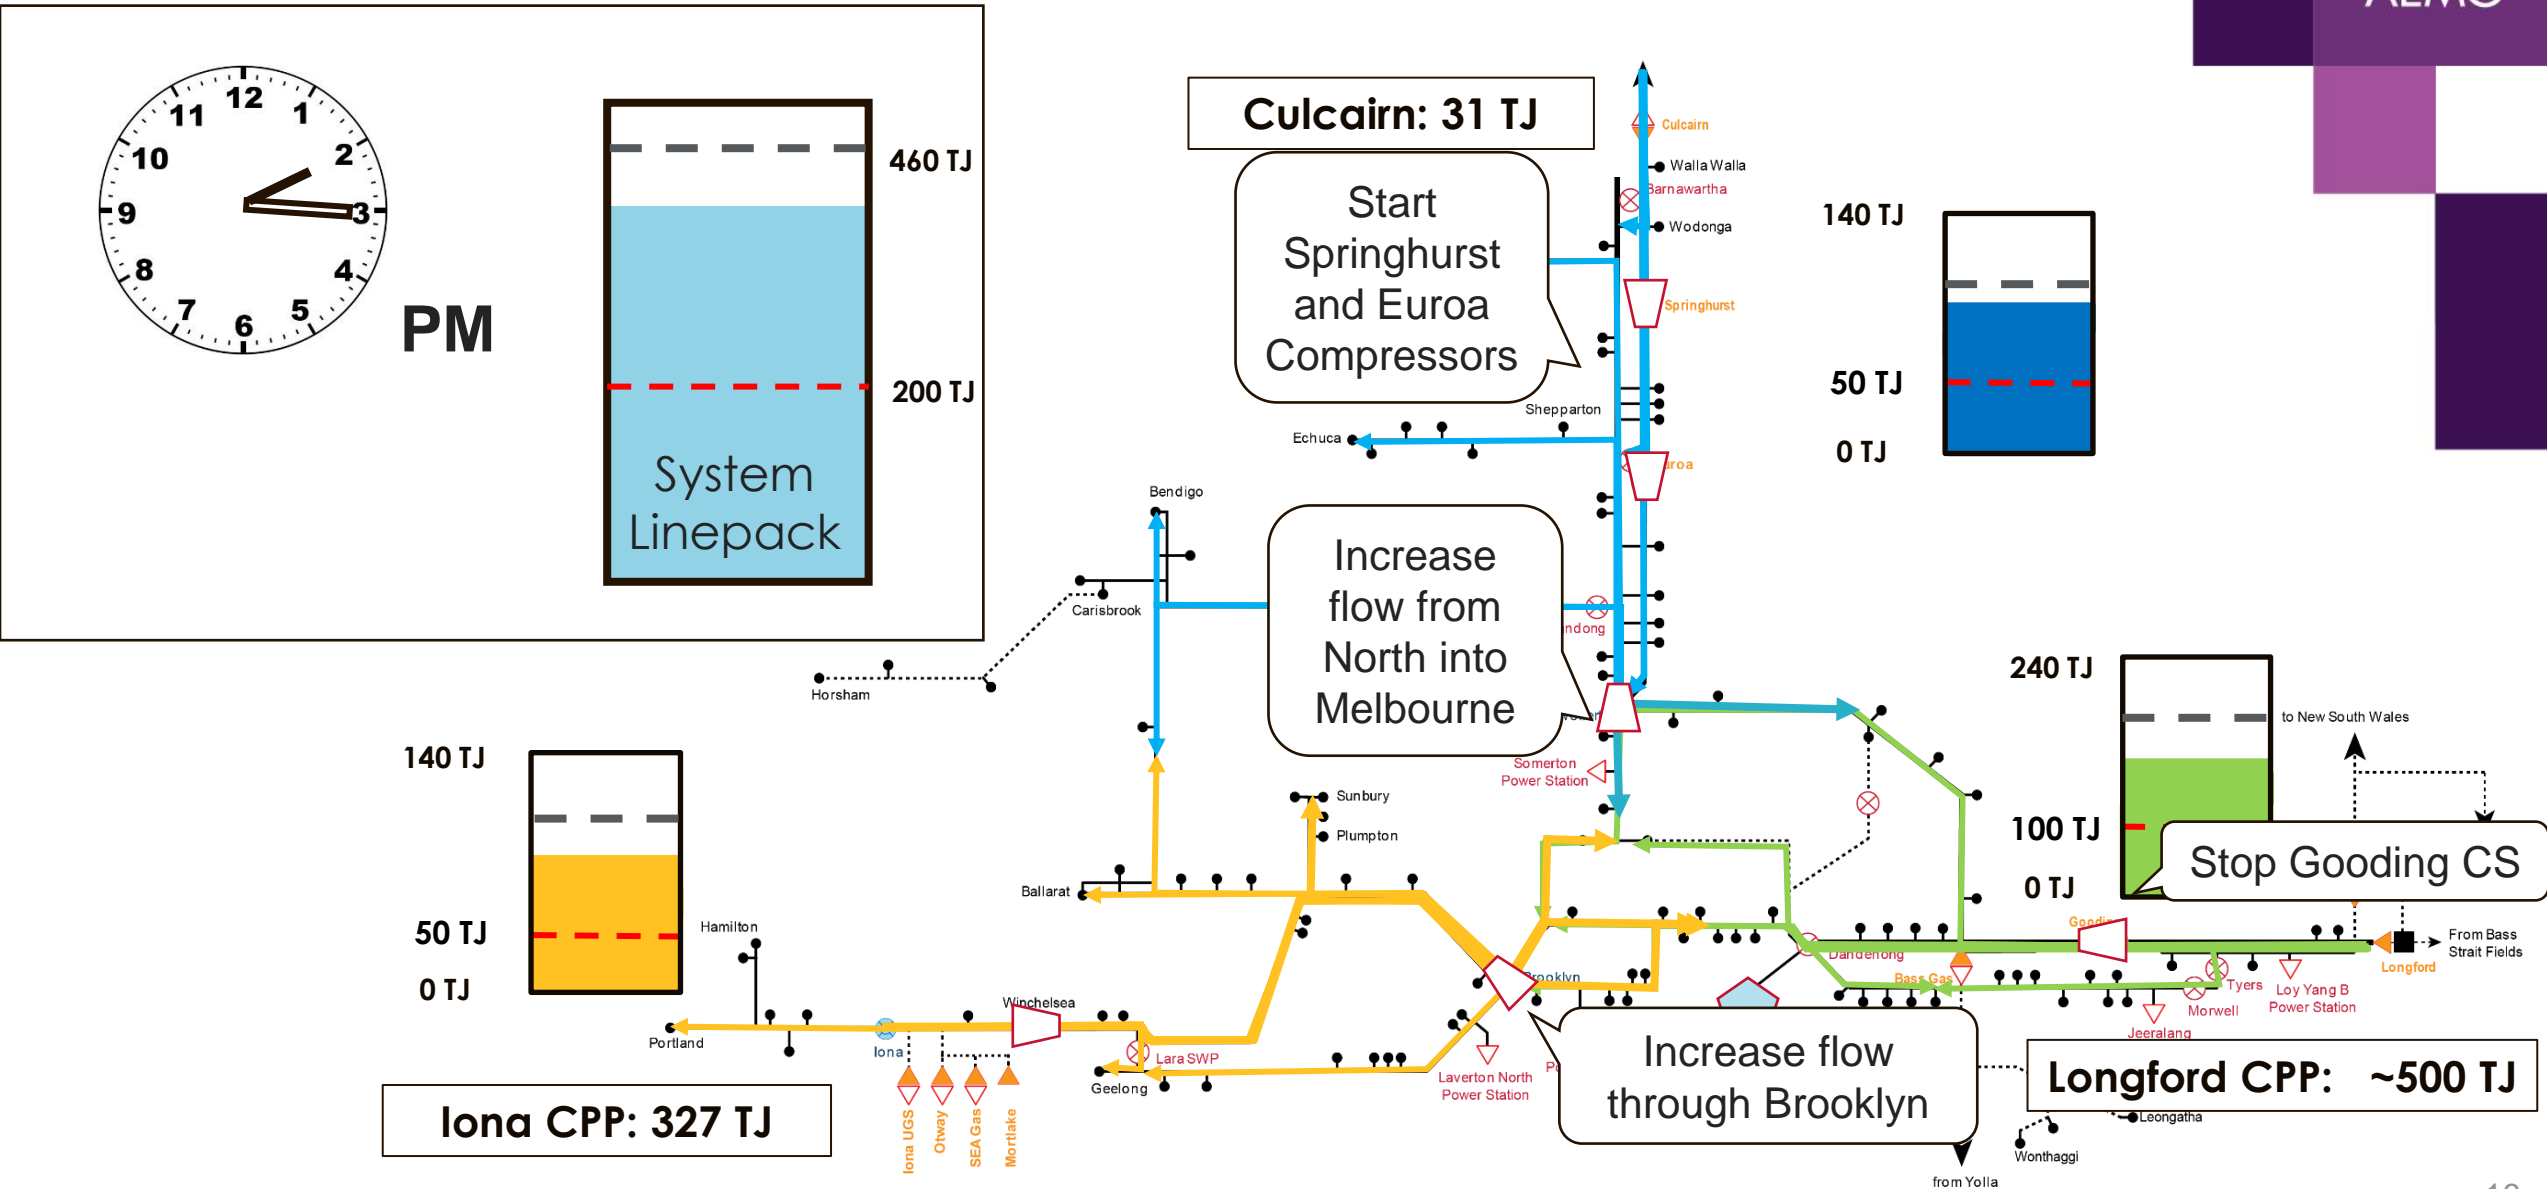 12
1
2
3
4
5
6
7
8
9
10
11
PM
460 TJ
200 TJ
System
Linepack
Culcairn: 31 TJ
Start
Springhurst
and Euroa
Compressors
Culcairn
Walla Walla
Barnawartha
Wodonga
Springhurst
140 TJ
50 TJ
0 TJ
Shepparton
Echuca
Bendigo
Carisbrook
Horsham
Increase
flow from
North into
Melbourne
Somerton
Power Station
240 TJ
100 TJ
0 TJ
to New South Wales
Stop Gooding CS
140 TJ
50 TJ
0 TJ
Sunbury
Plumpton
Ballarat
Hamilton
Portland
Iona
Winchelsea
Lara SWP
Geelong
Iona UGS
Otway
SEA Gas
Mortlake
Iona CPP: 327 TJ
Brooklyn
Laverton North
Power Station
Dandenong
Bass Gas
From Bass
Strait Fields
Longford
Tyers
Morwell
Loy Yang B
Power Station
Jeeralang
Increase flow
through Brooklyn
Longford CPP: ~500 TJ
Leongatha
Wonthaggi
from Yolla